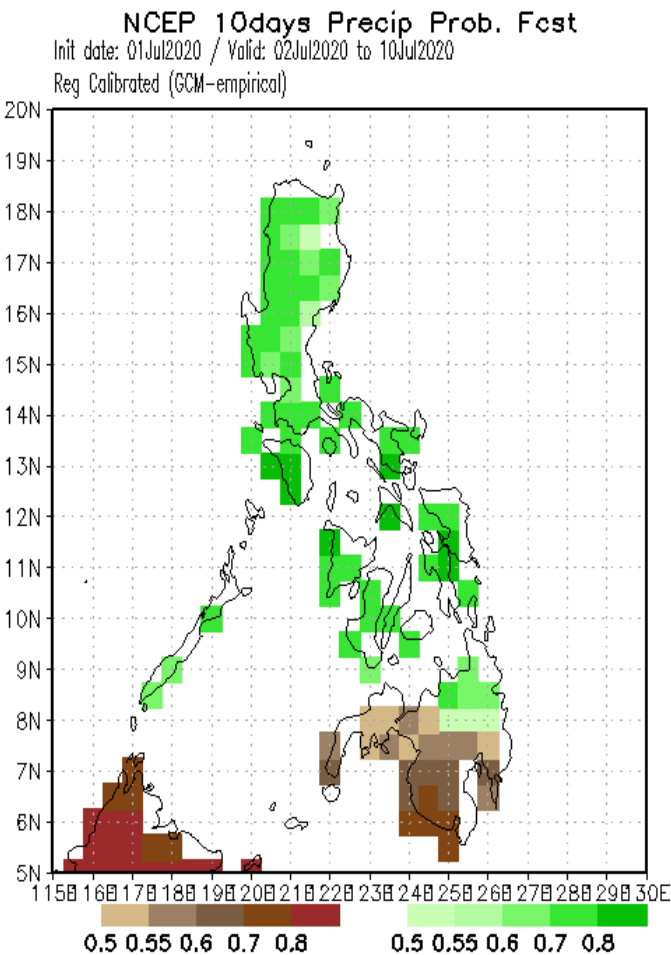 NCEP 10days Precip Prob. Fcst
Init date: 01Jul2020 / Valid: 02Jul2020 to 10Jul2020
Reg Calibrated (GCM-empirical)
20N
19N
18N
17N
16N
15N
14N
13N
12N
11N
10N
9N
8N
7N
6N
5N
115E 116E 117E 118E 119E 120E 121E 122E 123E 124E 125E 126E 127E 128E 129E 130E
0.5 0.55 0.6 0.7 0.8 0.5 0.55 0.6 0.7 0.8